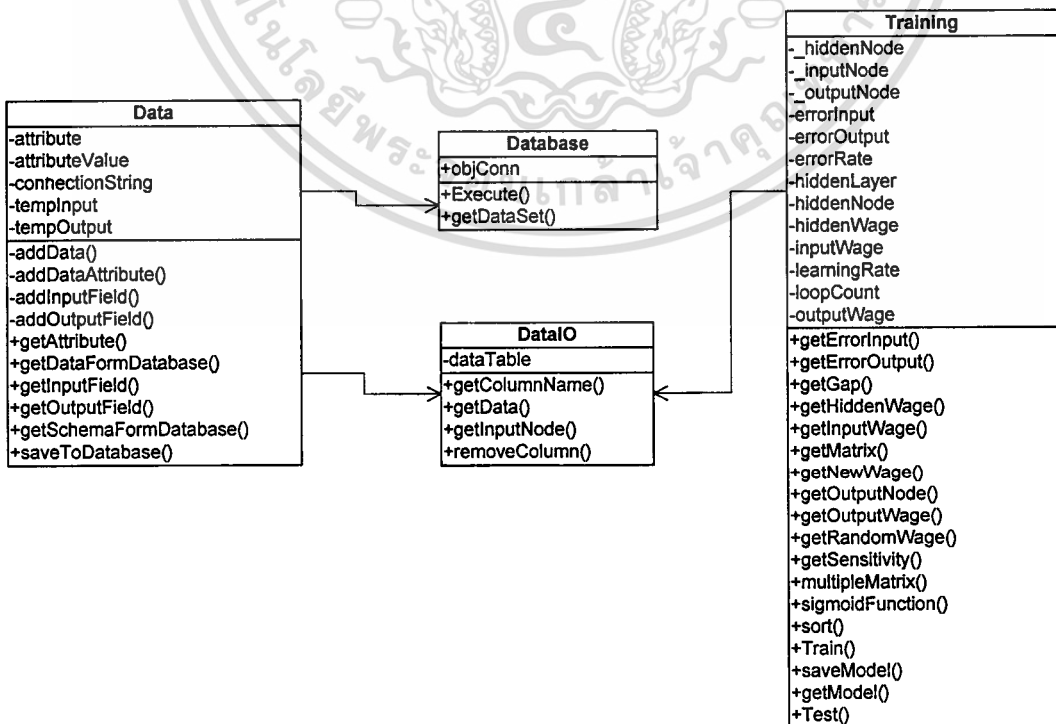 Data
-attribute
-attributeValue
-connectionString
-tempInput
-tempOutput
-addData()
-addDataAttribute()
-addInputField()
-addOutputField()
+getAttribute()
+getDataFormDatabase()
+getInputField()
+getOutputField()
+getSchemaFormDatabase()
+saveToDatabase()
Database
+objConn
+Execute()
+getDataSet()
DataIO
-dataTable
+getColumnName()
+getData()
+getInputNode()
+removeColumn()
Training
-_hiddenNode
-_inputNode
-_outputNode
-errorInput
-errorOutput
-errorRate
-hiddenLayer
-hiddenNode
-hiddenWage
-inputWage
-learningRate
-loopCount
-outputWage
+getErrorInput()
+getErrorOutput()
+getGap()
+getHiddenWage()
+getInputWage()
+getMatrix()
+getNewWage()
+getOutputNode()
+getOutputWage()
+getRandomWage()
+getSensitivity()
+multipleMatrix()
+sigmoidFunction()
+sort()
+Train()
+saveModel()
+getModel()
+Test()